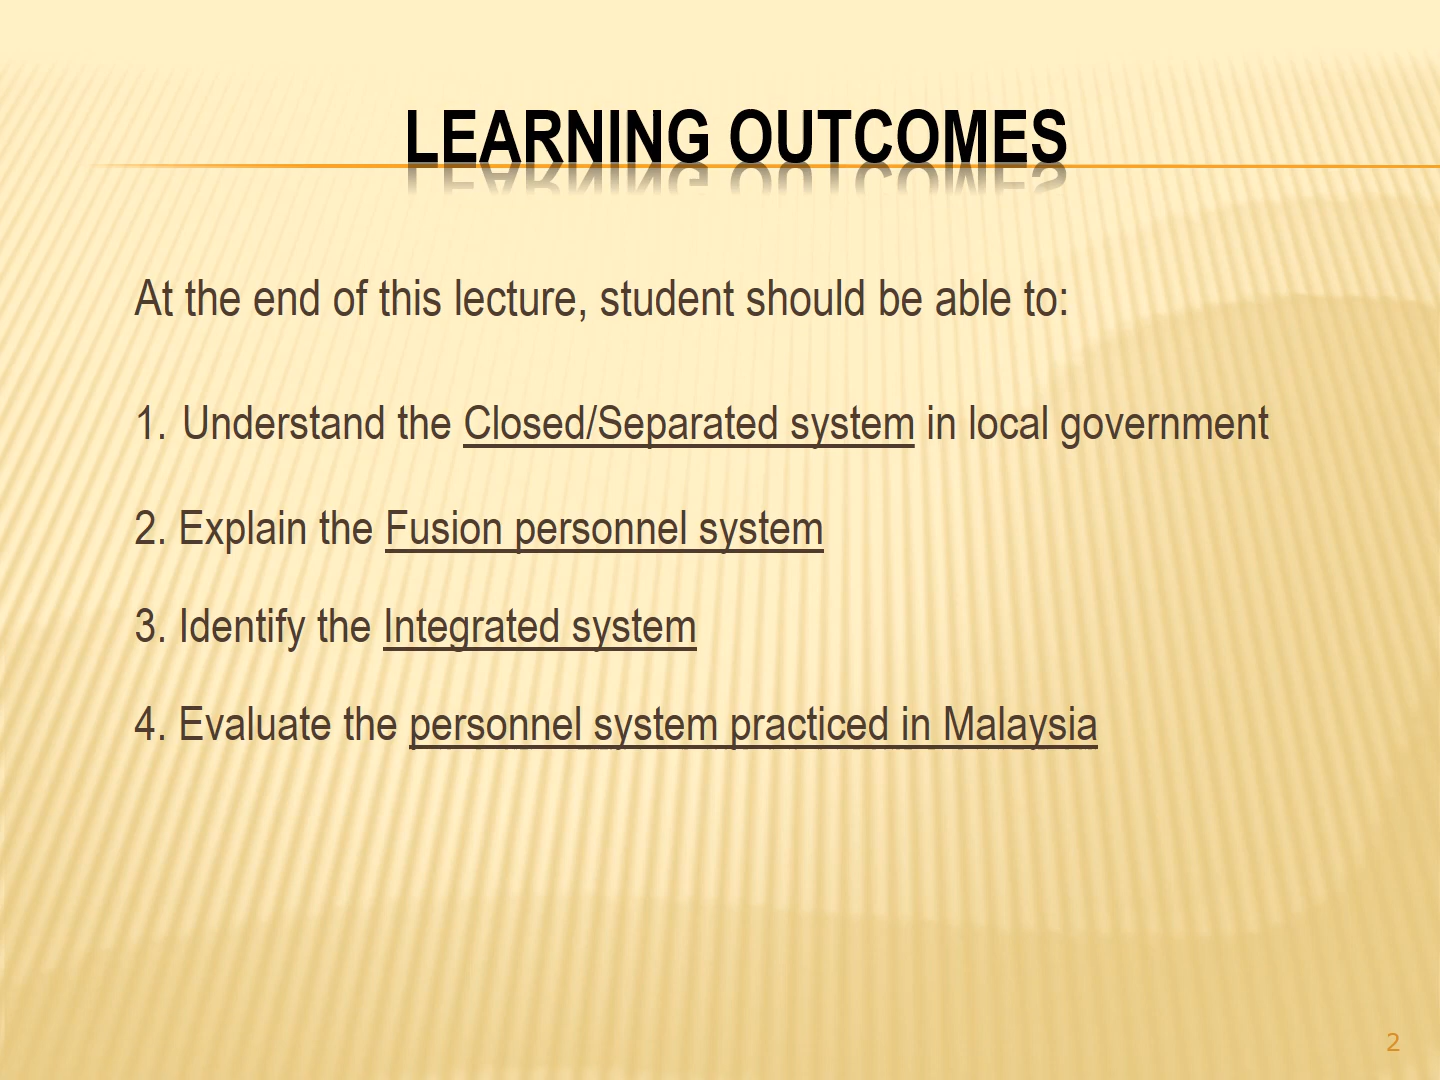 LEARNING OUTCOMES
At the end of this lecture, student should be able to:
1. Understand the Closed/Separated system in local government
2. Explain the Fusion personnel system
3. Identify the Integrated system
4. Evaluate the personnel system practiced in Malaysia
2